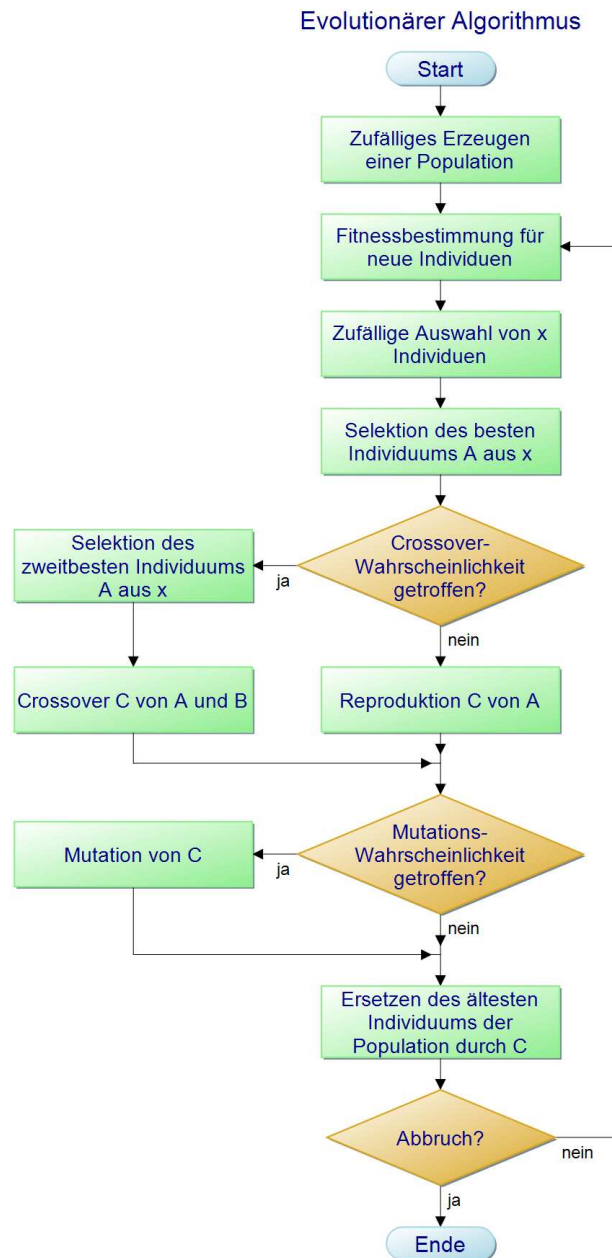 Evolutionärer Algorithmus
Start
Zufälliges Erzeugen
einer Population
Fitnessbestimmung für
neue Individuen
Zufällige Auswahl von x
Individuen
Selektion des besten
Individuums A aus x
Crossover-
Wahrscheinlichkeit
getroffen?
ja
nein
Selektion des
zweitbesten Individuums
A aus x
Crossover C von A und B
Reproduktion C von A
Mutations-
Wahrscheinlichkeit
getroffen?
ja
nein
Mutation von C
Ersetzen des ältesten
Individuums der
Population durch C
Abbruch?
nein
ja
Ende